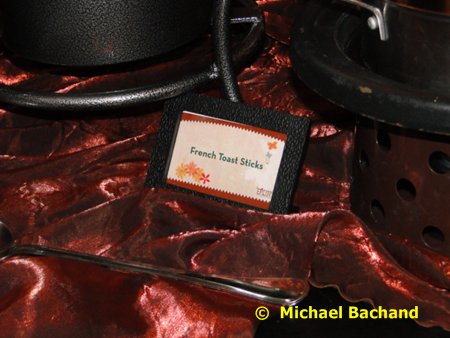 French Toast Sticks
© Michael Bachand